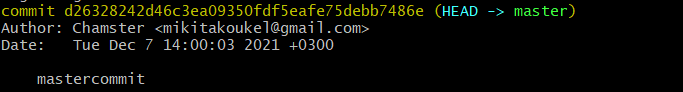 commit d26328242d46c3ea09350fdf5eafe75debb7486e (HEAD -> master)
Author: Chamster <mikitakoukel@gmail.com>
Date:   Tue Dec 7 14:00:03 2021 +0300
    mastercommit